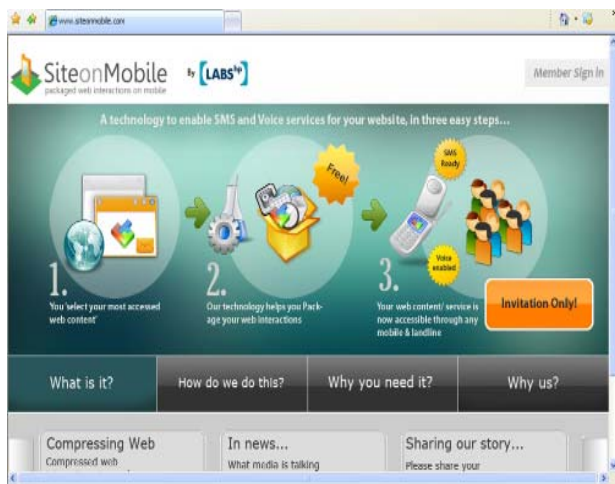 www.siteonmobile.com
SiteonMobile
packaged web interactions on mobile
By [LABShp]
Member Sign in
A technology to enable SMS and Voice services for your website, in three easy steps...
Free!
SMS
Ready
Voice
enabled
1.
You 'select your most accessed
web content'
2.
Our technology helps you Pack-
age your web interactions
3.
Your web content/ service is
now accessible through any
mobile & landline
Invitation Only!
What is it?
How do we do this?
Why you need it?
Why us?
Compressing Web
Compressed web
In news...
What media is talking
Sharing our story...
Please share your